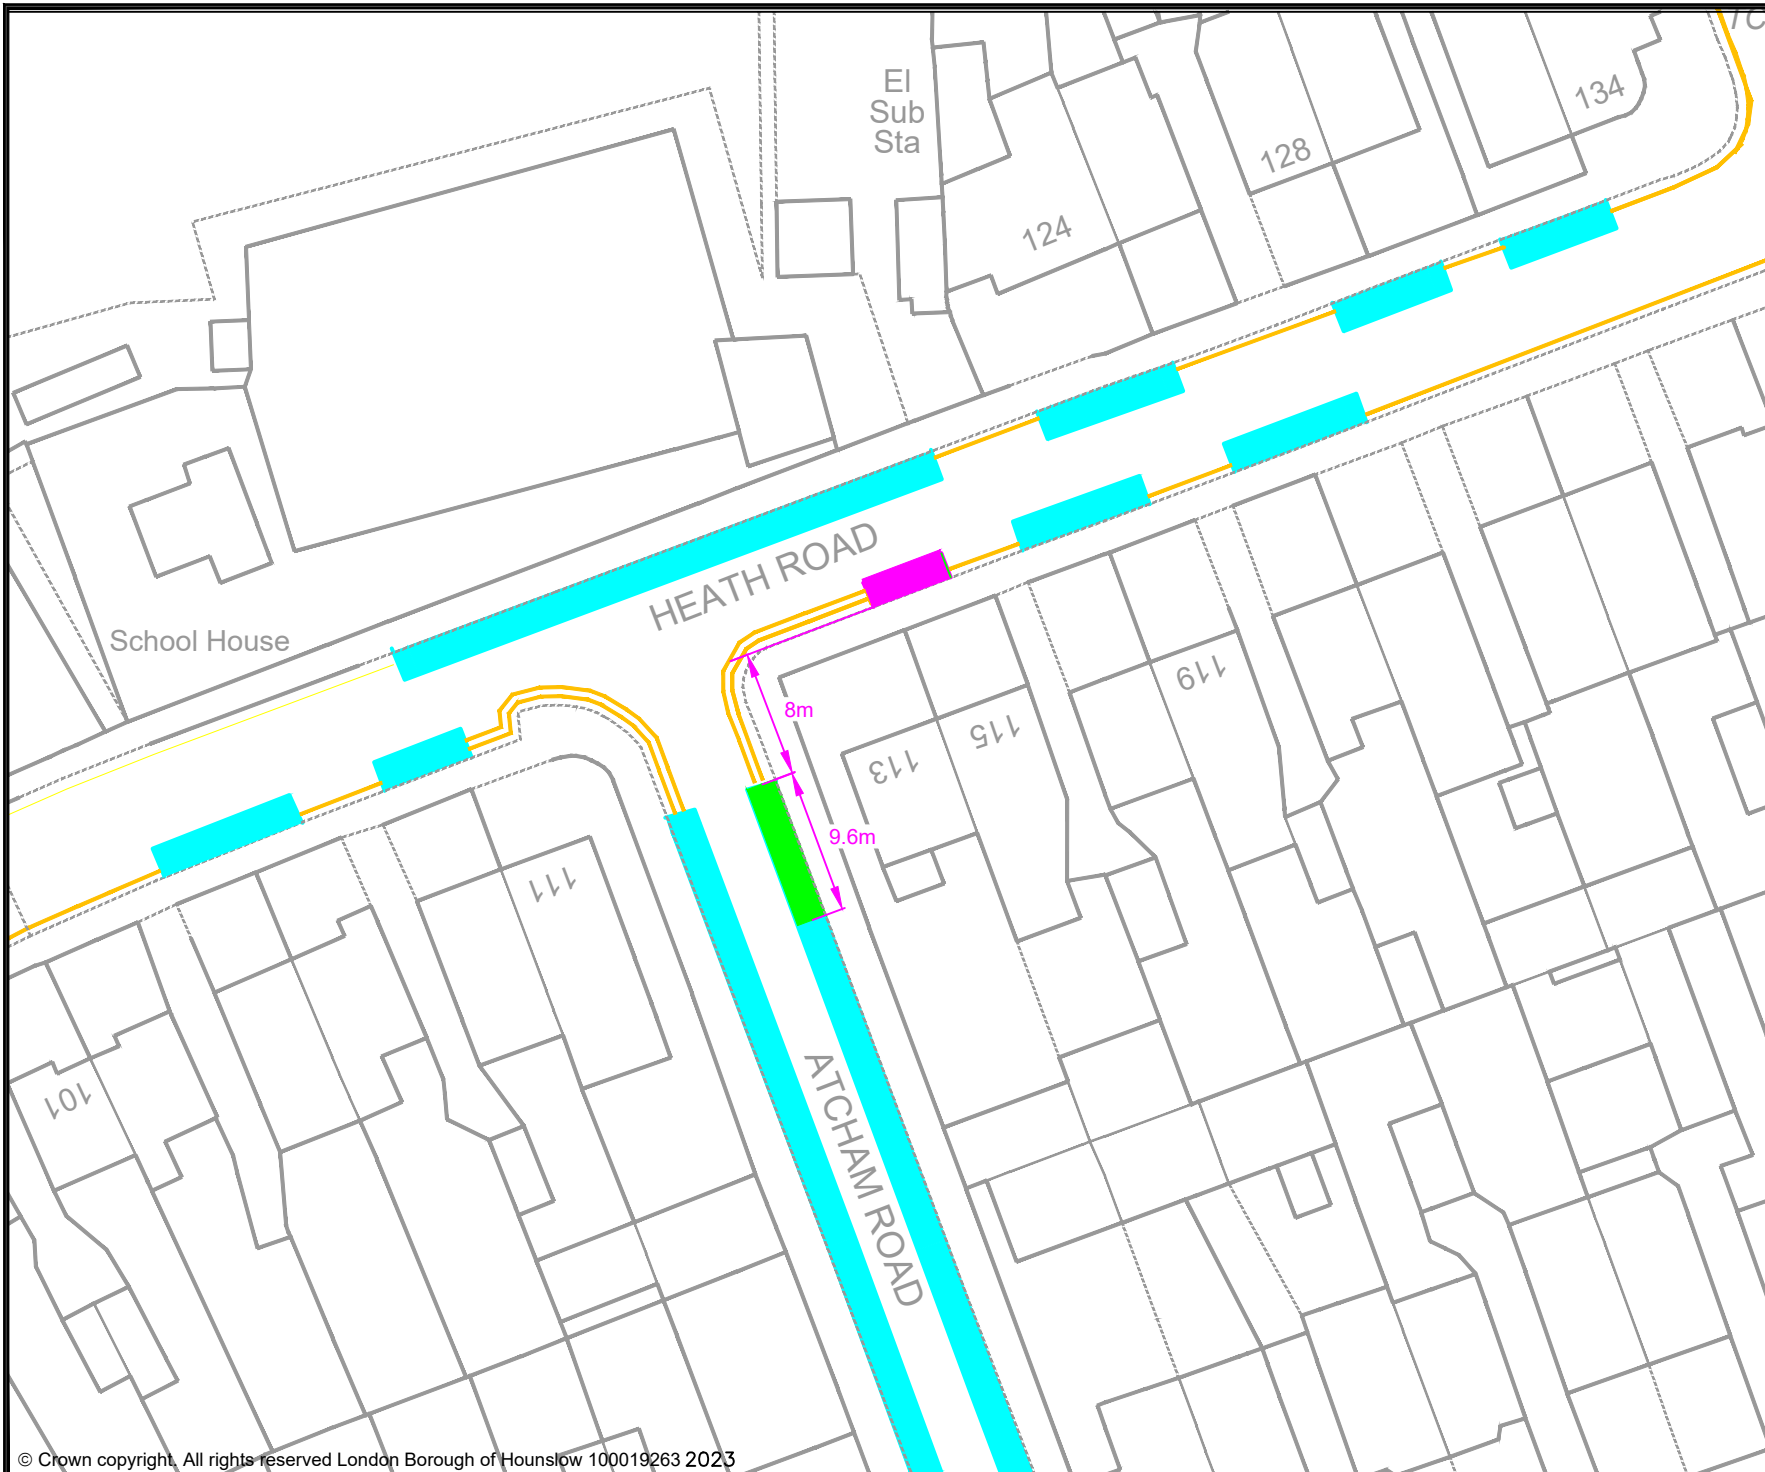 El
Sub
Sta
134
128
124
HEATH ROAD
School House
8m
119
115
113
9.6m
111
ATCHAM ROAD
101
© Crown copyright. All rights reserved London Borough of Hounslow 100019263 2023